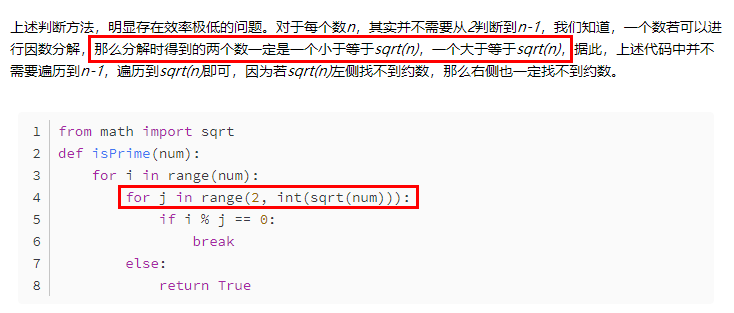 上述判断方法，明显存在效率极低的问题。对于每个数n，其实并不需要从2判断到n-1，我们知道，一个数若可以进
行因数分解，那么分解时得到的两个数一定是一个小于等于sqrt(n)，一个大于等于sqrt(n)，据此，上述代码中并不
需要遍历到n-1，遍历到sqrt(n)即可，因为若sqrt(n)左侧找不到约数，那么右侧也一定找不到约数。
1 from math import sqrt
2 def isPrime(num):
3     for i in range(num):
4         for j in range(2, int(sqrt(num))):
5             if i % j == 0:
6                 break
7         else:
8             return True